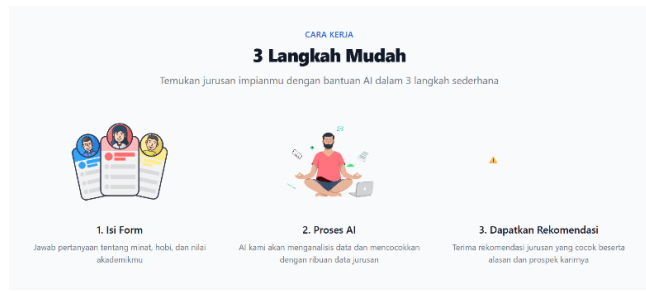 CARA KERJA
3 Langkah Mudah
Temukan jurusan impianmu dengan bantuan AI dalam 3 langkah sederhana
1. Isi Form
Jawab pertanyaan tentang minat, hobi, dan nilai
akademikmu
2. Proses AI
AI kami akan menganalisis data dan mencocokkan
dengan ribuan data jurusan
3. Dapatkan Rekomendasi
Terima rekomendasi jurusan yang cocok beserta
alasan dan prospek karirnya